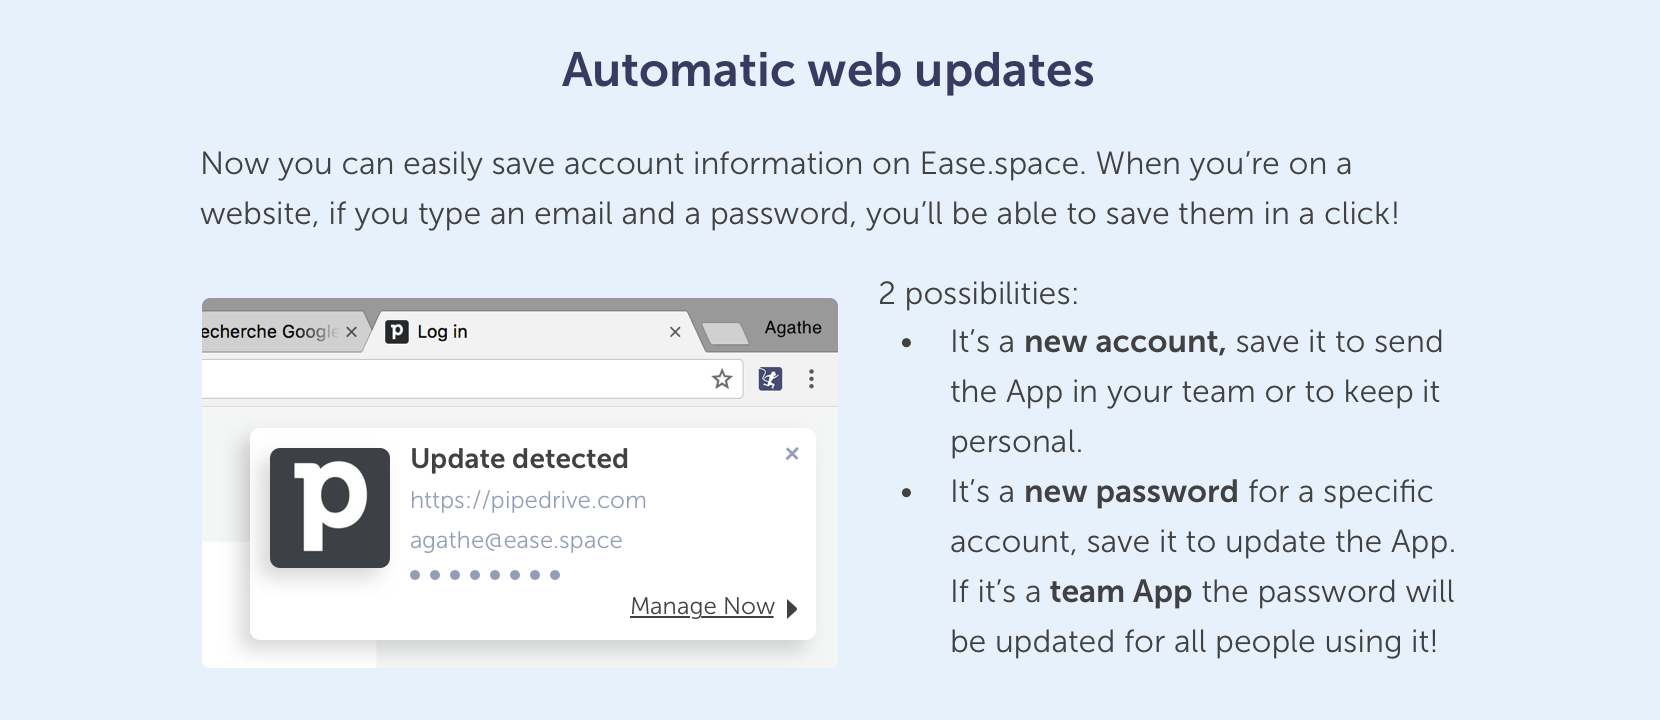 Automatic web updates
Now you can easily save account information on Ease.space. When you’re on a
website, if you type an email and a password, you’ll be able to save them in a click!
echerche Google
p
Log in
Agathe
p
Update detected
https://pipedrive.com
agathe@ease.space
Manage Now
2 possibilities:
• It’s a new account, save it to send
the App in your team or to keep it
personal.
• It’s a new password for a specific
account, save it to update the App.
If it’s a team App the password will
be updated for all people using it!